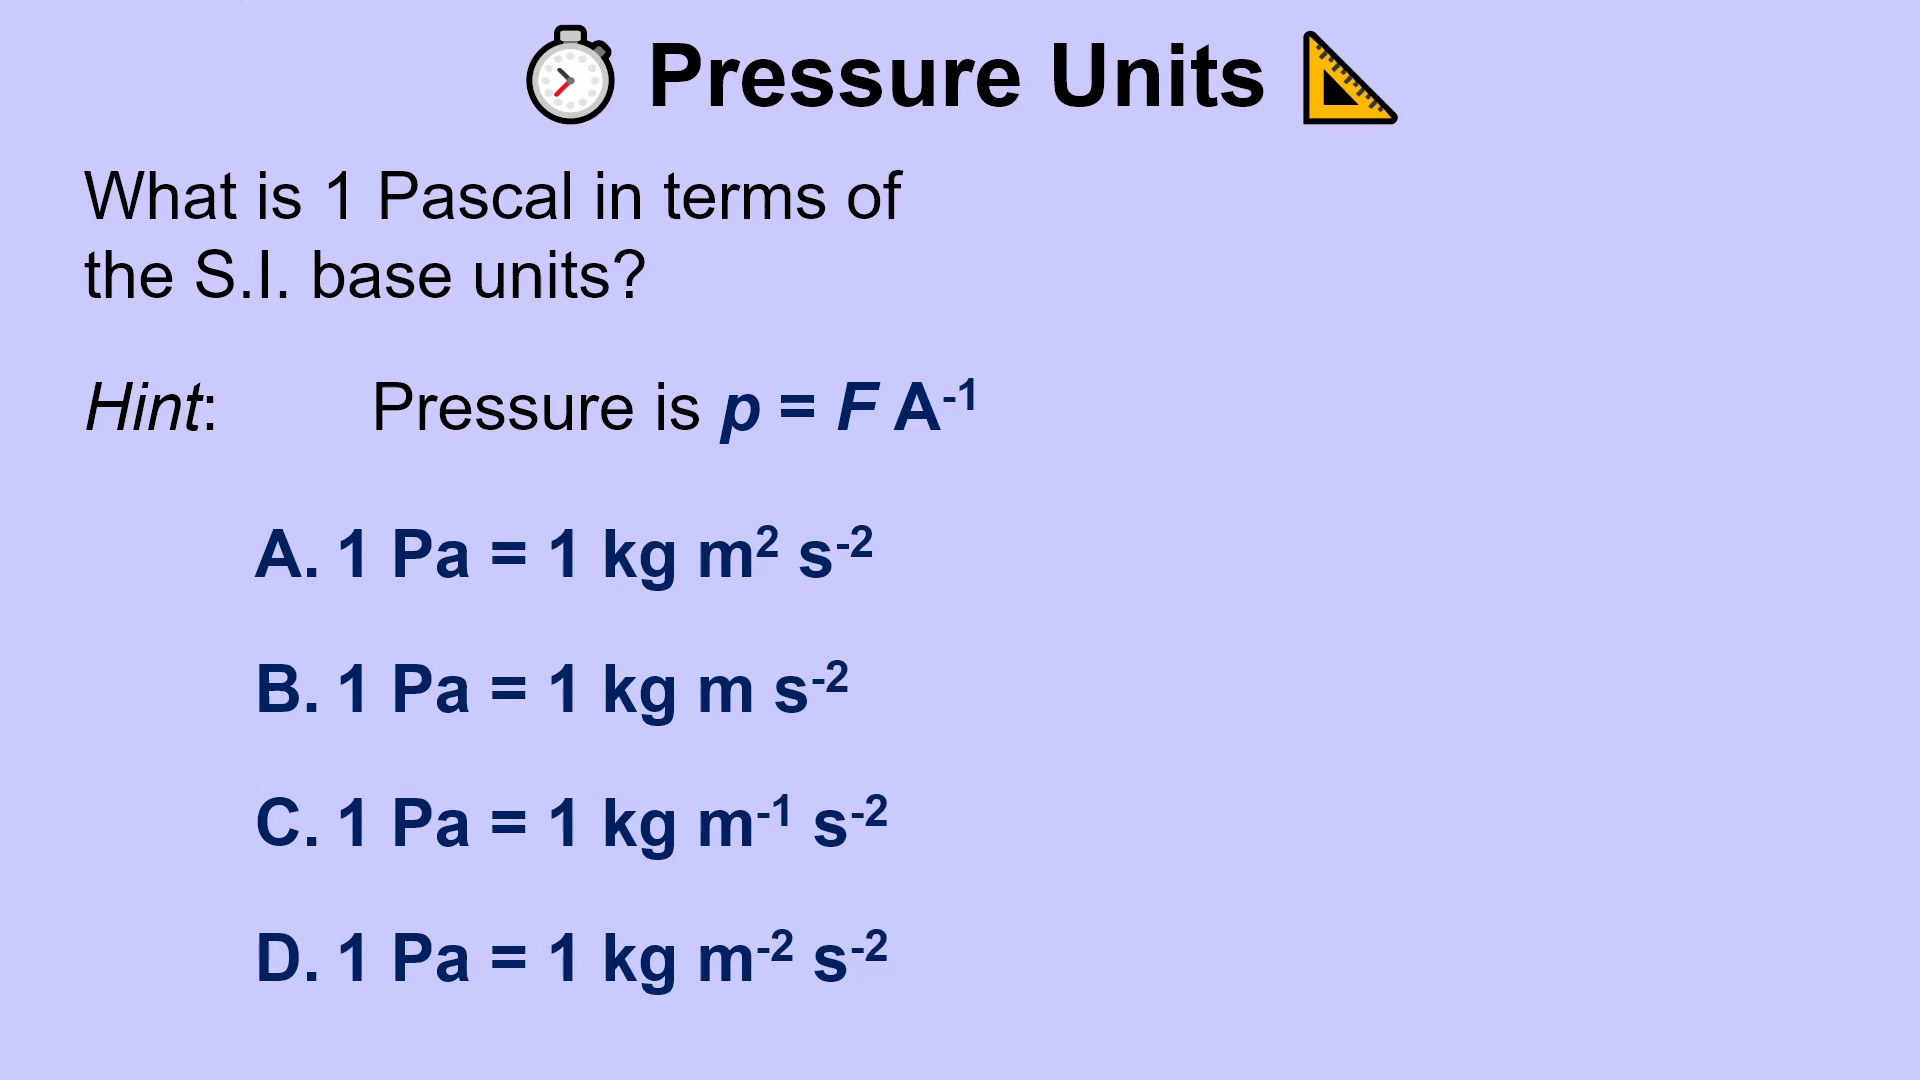 Pressure Units
What is 1 Pascal in terms of
the S.I. base units?
Hint: Pressure is p = F A⁻¹
A. 1 Pa = 1 kg m² s⁻²
B. 1 Pa = 1 kg m s⁻²
C. 1 Pa = 1 kg m⁻¹ s⁻²
D. 1 Pa = 1 kg m⁻² s⁻²